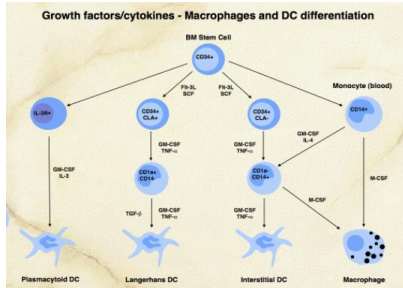 Growth factors/cytokines - Macrophages and DC differentiation
BM Stem Cell
CD34+
Monocyte (blood)
Flt-3L
SCF
Flt-3L
SCF
IL-3R+
CD34+
CLA+
CD34+
CLA-
CD14+
GM-CSF
IL-3
GM-CSF
TNF-α
GM-CSF
TNF-α
GM-CSF
IL-4
M-CSF
CD1a+
CD14-
CD1a-
CD14+
TGF-β
GM-CSF
TNF-α
GM-CSF
TNF-α
M-CSF
Plasmacytoid DC
Langerhans DC
Interstitial DC
Macrophage